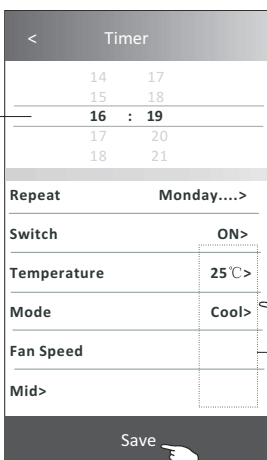 < Timer
14 17
15 18
16 : 19
17 20
18 21
Repeat Monday....>
Switch ON>
Temperature 25℃>
Mode Cool>
Fan Speed
Mid>
Save